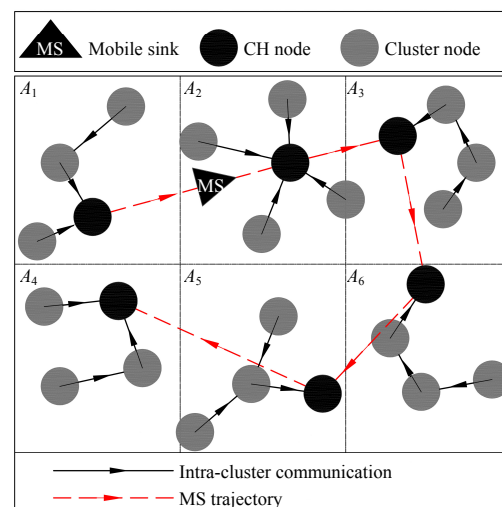 MS Mobile sink CH node Cluster node
A1 A2 A3
MS
A4 A5 A6
Intra-cluster communication
MS trajectory